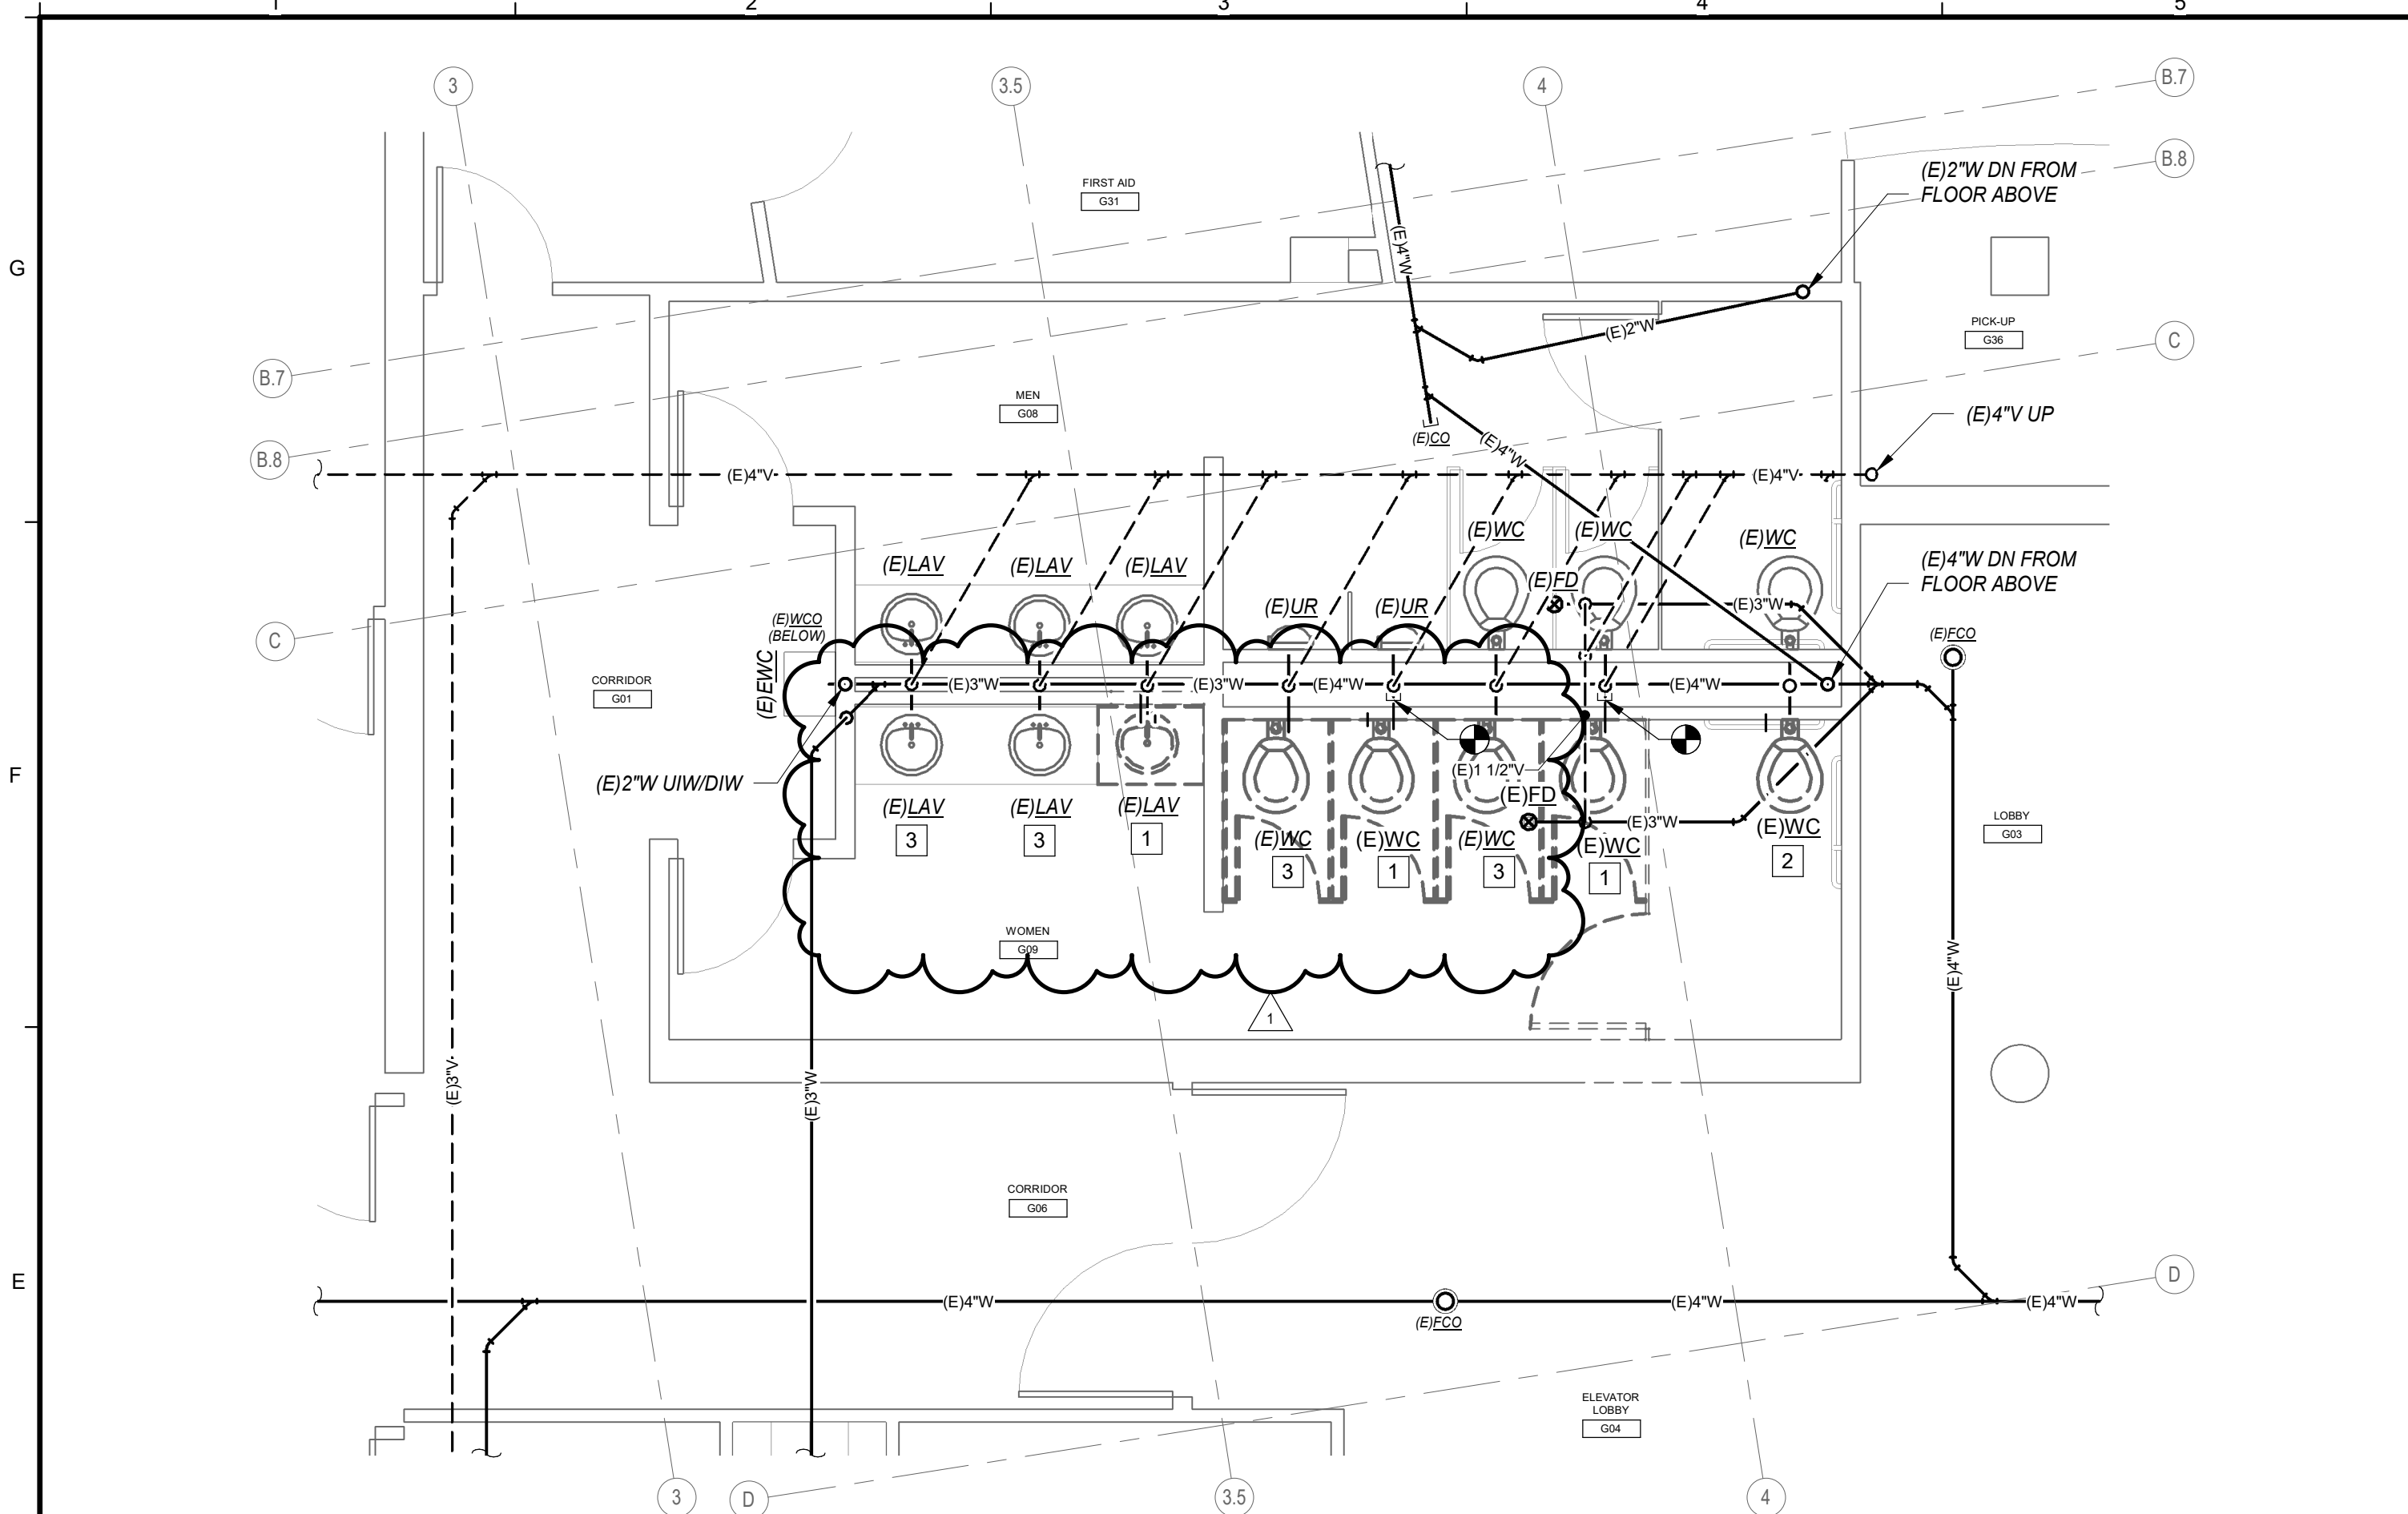 1
2
3
4
5
3
3.5
4
B.7
B.8
(E)2"W DN FROM
FLOOR ABOVE
FIRST AID
G31
G
(E)4"W
(E)2"W
PICK-UP
G36
C
B.7
MEN
G08
(E)4"V UP
(E)CO
(E)4"W
B.8
(E)4"V
(E)4"V
(E)WC
(E)WC
(E)WC
(E)4"W DN FROM
FLOOR ABOVE
(E)LAV
(E)LAV
(E)LAV
(E)FD
(E)UR
(E)UR
(E)3"W
(E)WCO
(BELOW)
(E)FCO
C
(E)EWC
CORRIDOR
G01
(E)3"W
(E)3"W
(E)4"W
(E)4"W
F
(E)2"W UIW/DIW
(E)1 1/2"V
(E)FD
(E)LAV
3
(E)LAV
3
(E)LAV
1
(E)3"W
(E)WC
3
(E)WC
1
(E)WC
3
(E)WC
1
(E)WC
2
LOBBY
G03
WOMEN
G09
1
(E)4"W
(E)3"V
(E)3"W
CORRIDOR
G06
E
D
(E)4"W
(E)4"W
(E)4"W
(E)FCO
ELEVATOR
LOBBY
G04
3
D
3.5
4